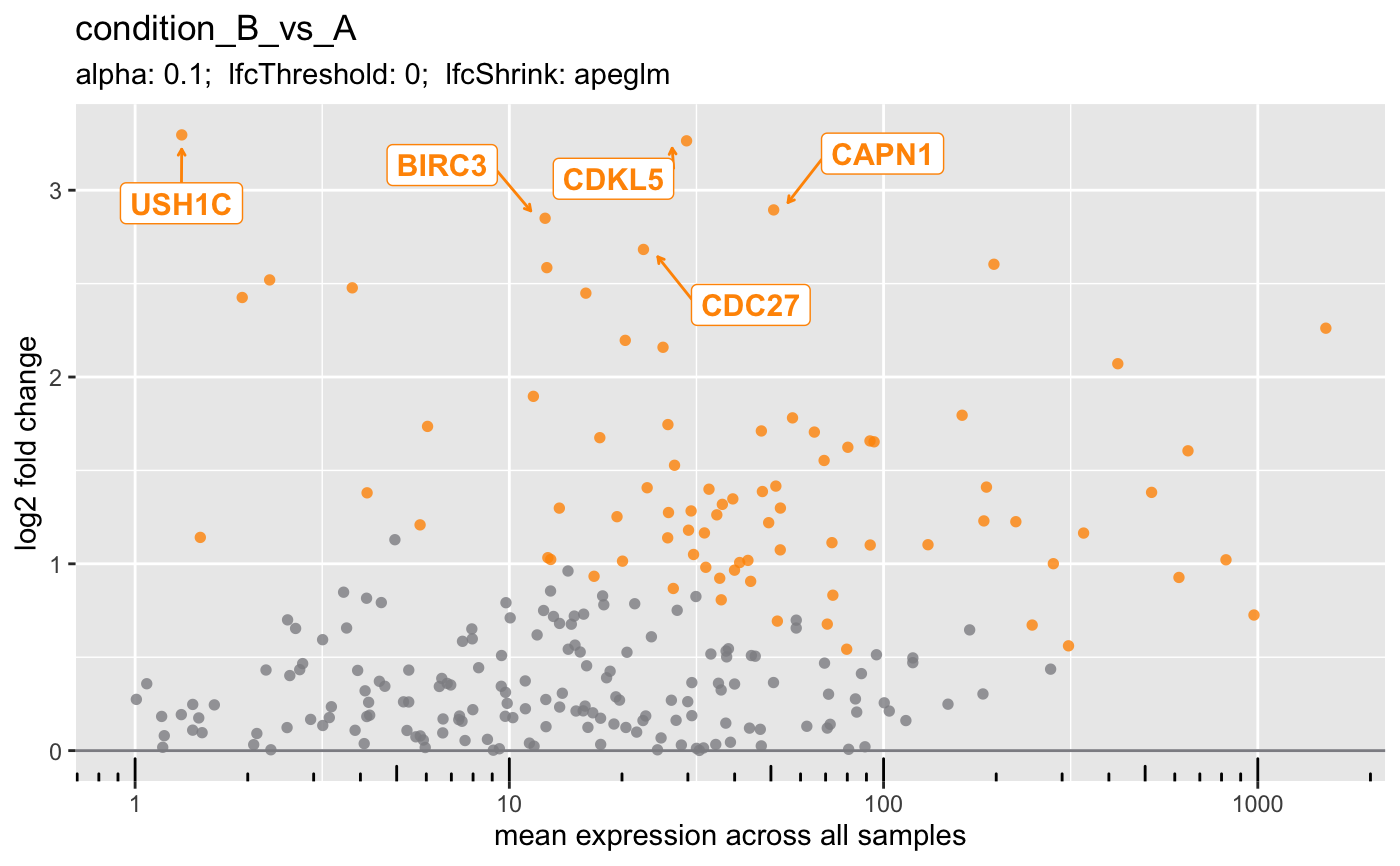 condition_B_vs_A
alpha: 0.1;  lfcThreshold: 0;  lfcShrink: apeglm
USH1C
BIRC3
CDKL5
CAPN1
CDC27
log2 fold change
3
2
1
0
1
10
100
1000
mean expression across all samples